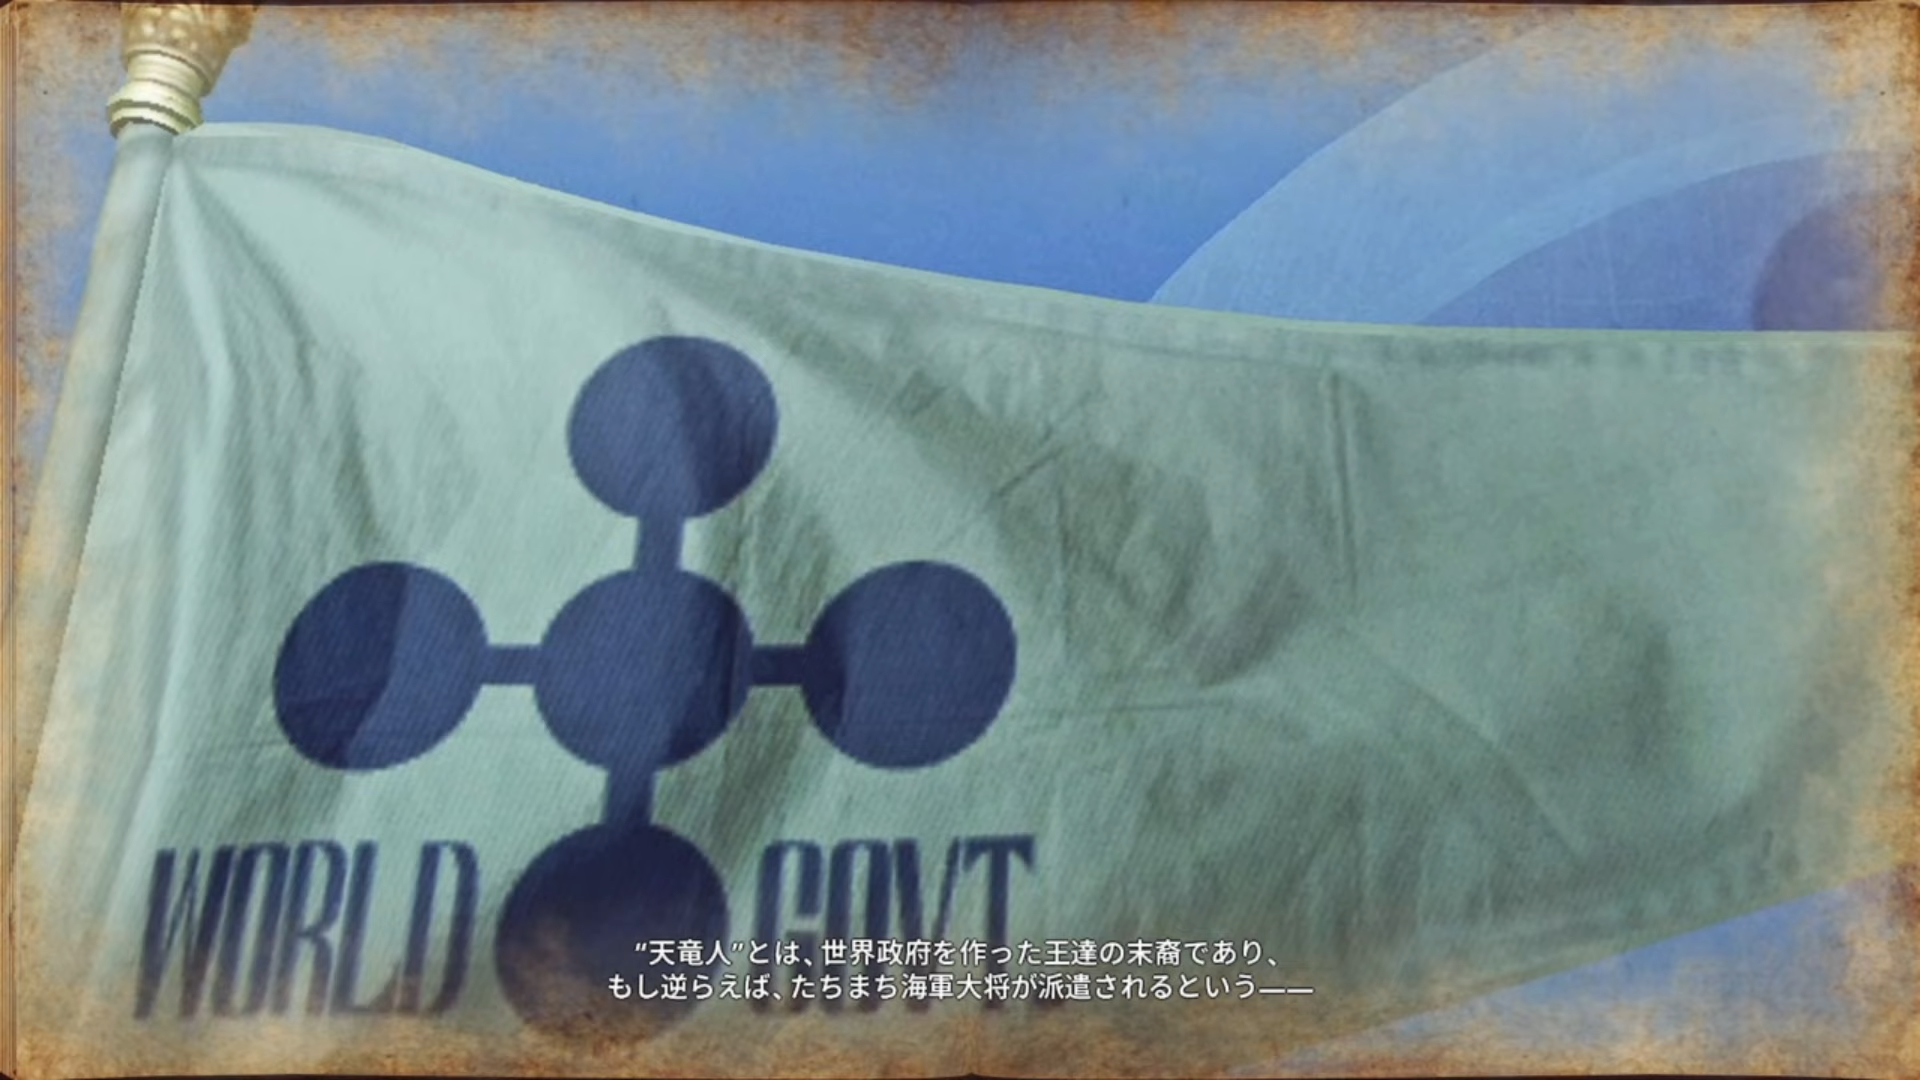 WORLD GOVT
“天竜人”とは、世界政府を作った王達の末裔であり、
もし逆らえば、たちまち海軍大将が派遣されるという——